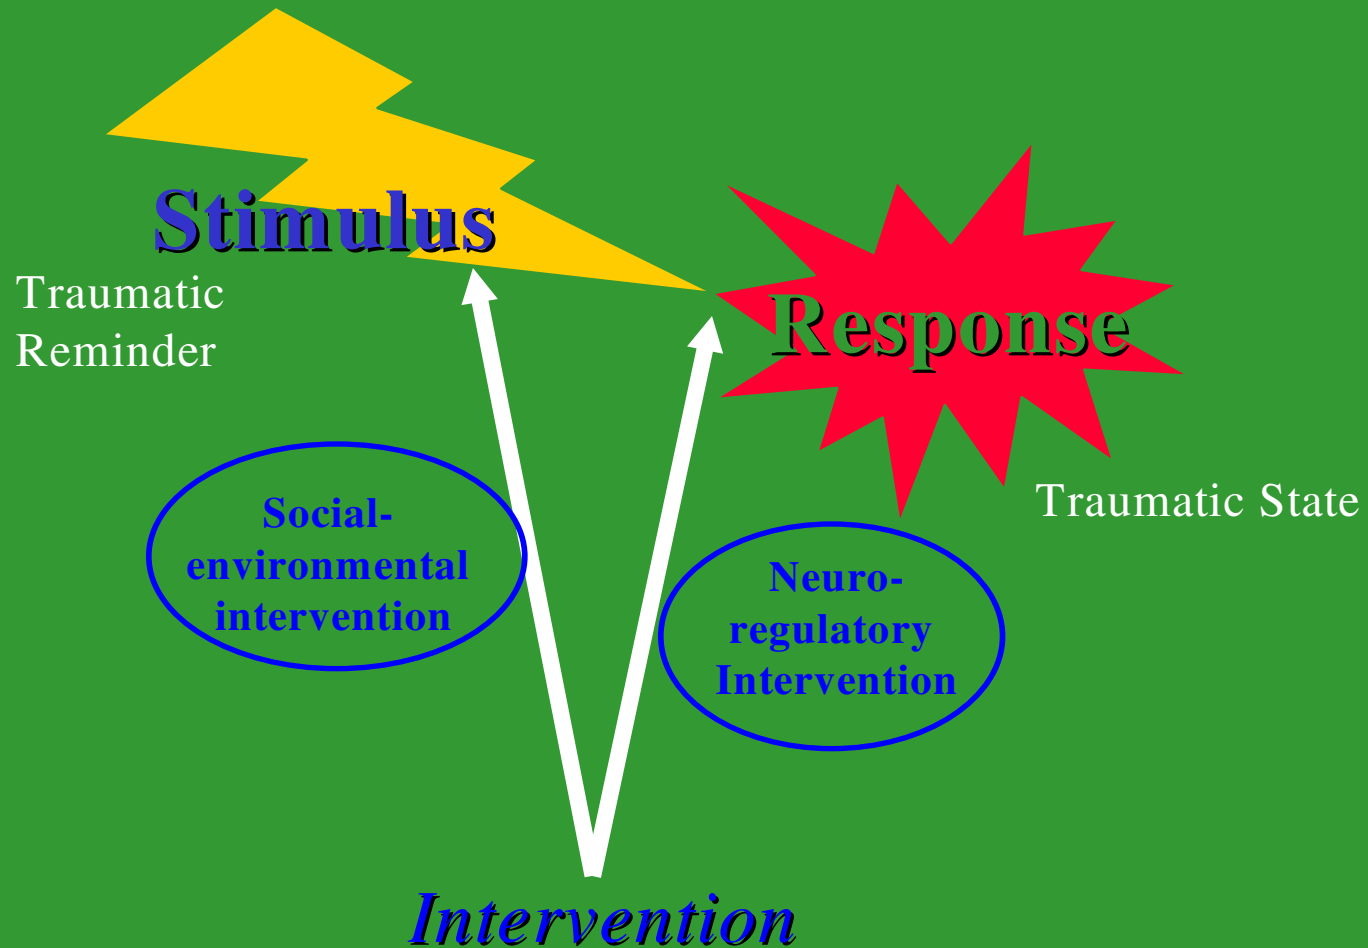 Stimulus
Traumatic
Reminder
Response
Traumatic State
Social-
environmental
intervention
Neuro-
regulatory
Intervention
Intervention